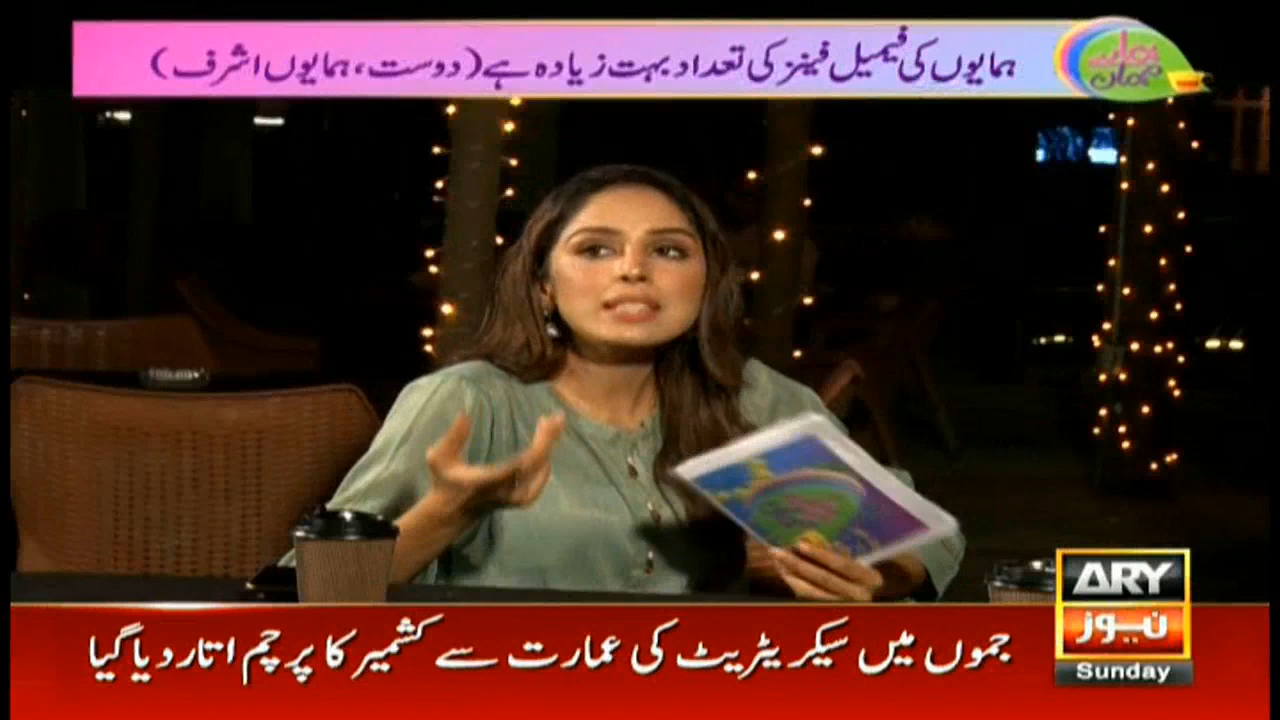 ہمایوں کی فیمیل فینز کی تعداد بہت زیادہ ہے (دوست، ہمایوں اشرف)
ARY
نیوز
Sunday
جموں میں سیکریٹریٹ کی عمارت سے کشمیر کا پرچم اتار دیا گیا